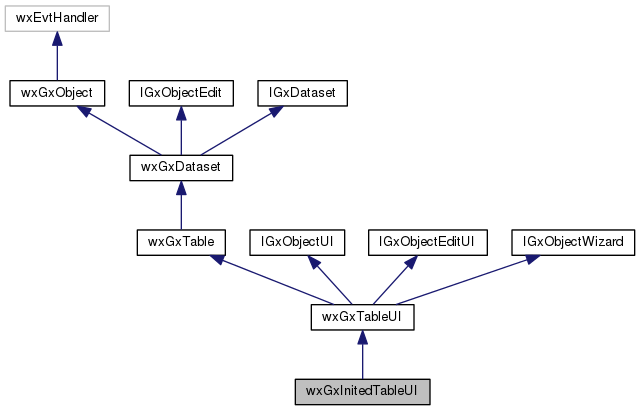 wxEvtHandler
wxGxObject
IGxObjectEdit
IGxDataset
wxGxDataset
wxGxTable
IGxObjectUI
IGxObjectEditUI
IGxObjectWizard
wxGxTableUI
wxGxInitedTableUI